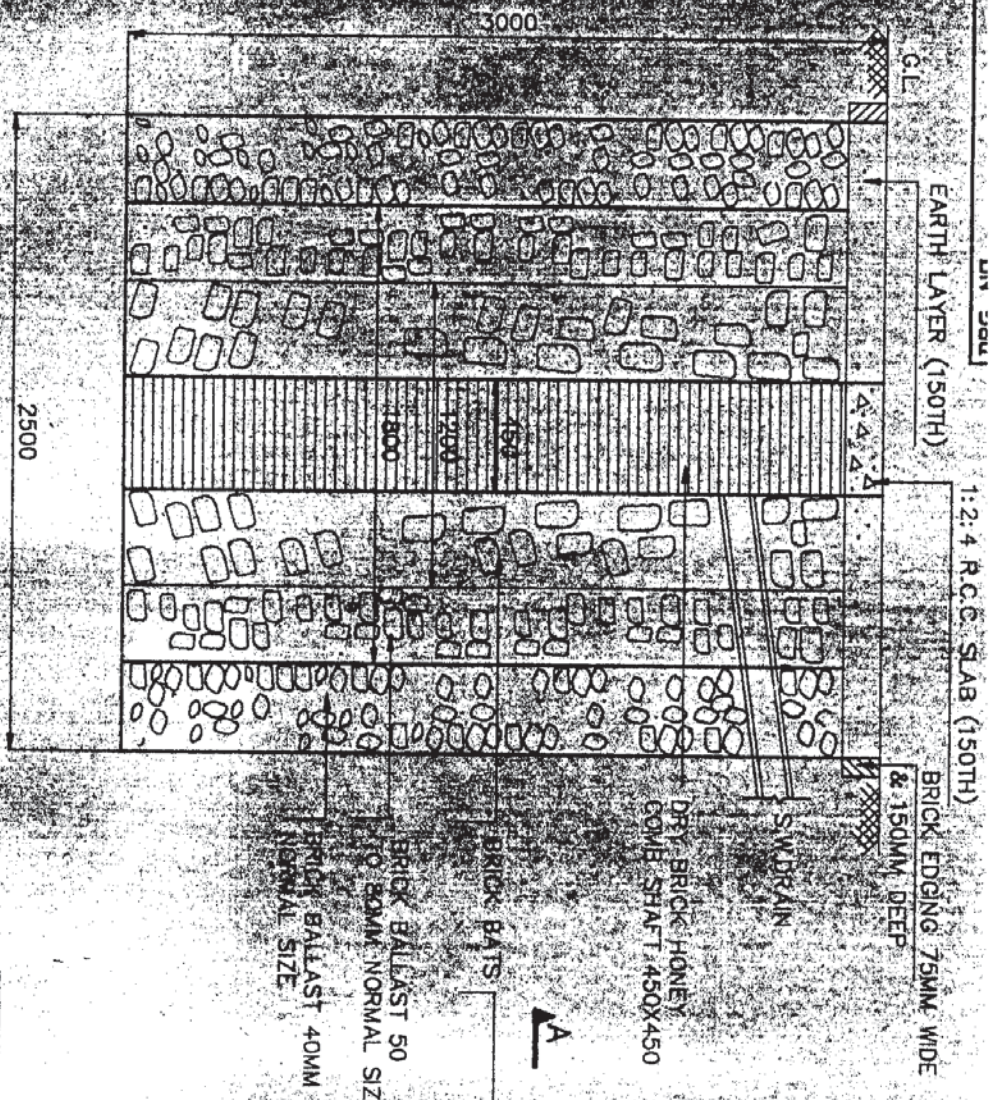 3000
G.L
EARTH LAYER (150TH)
1:2:4 R.C.C. SLAB (150TH)
BRICK EDGING 75MM WIDE
& 150MM DEEP
S.W.DRAIN
DRY BRICK HONEY
COME SHAFT 450X450
BRICK BATS
BRICK BALLAST 50
TO 80MM NORMAL SIZ
BRICK BALLAST 40MM
NORMAL SIZE
450
1200
1800
2500
A